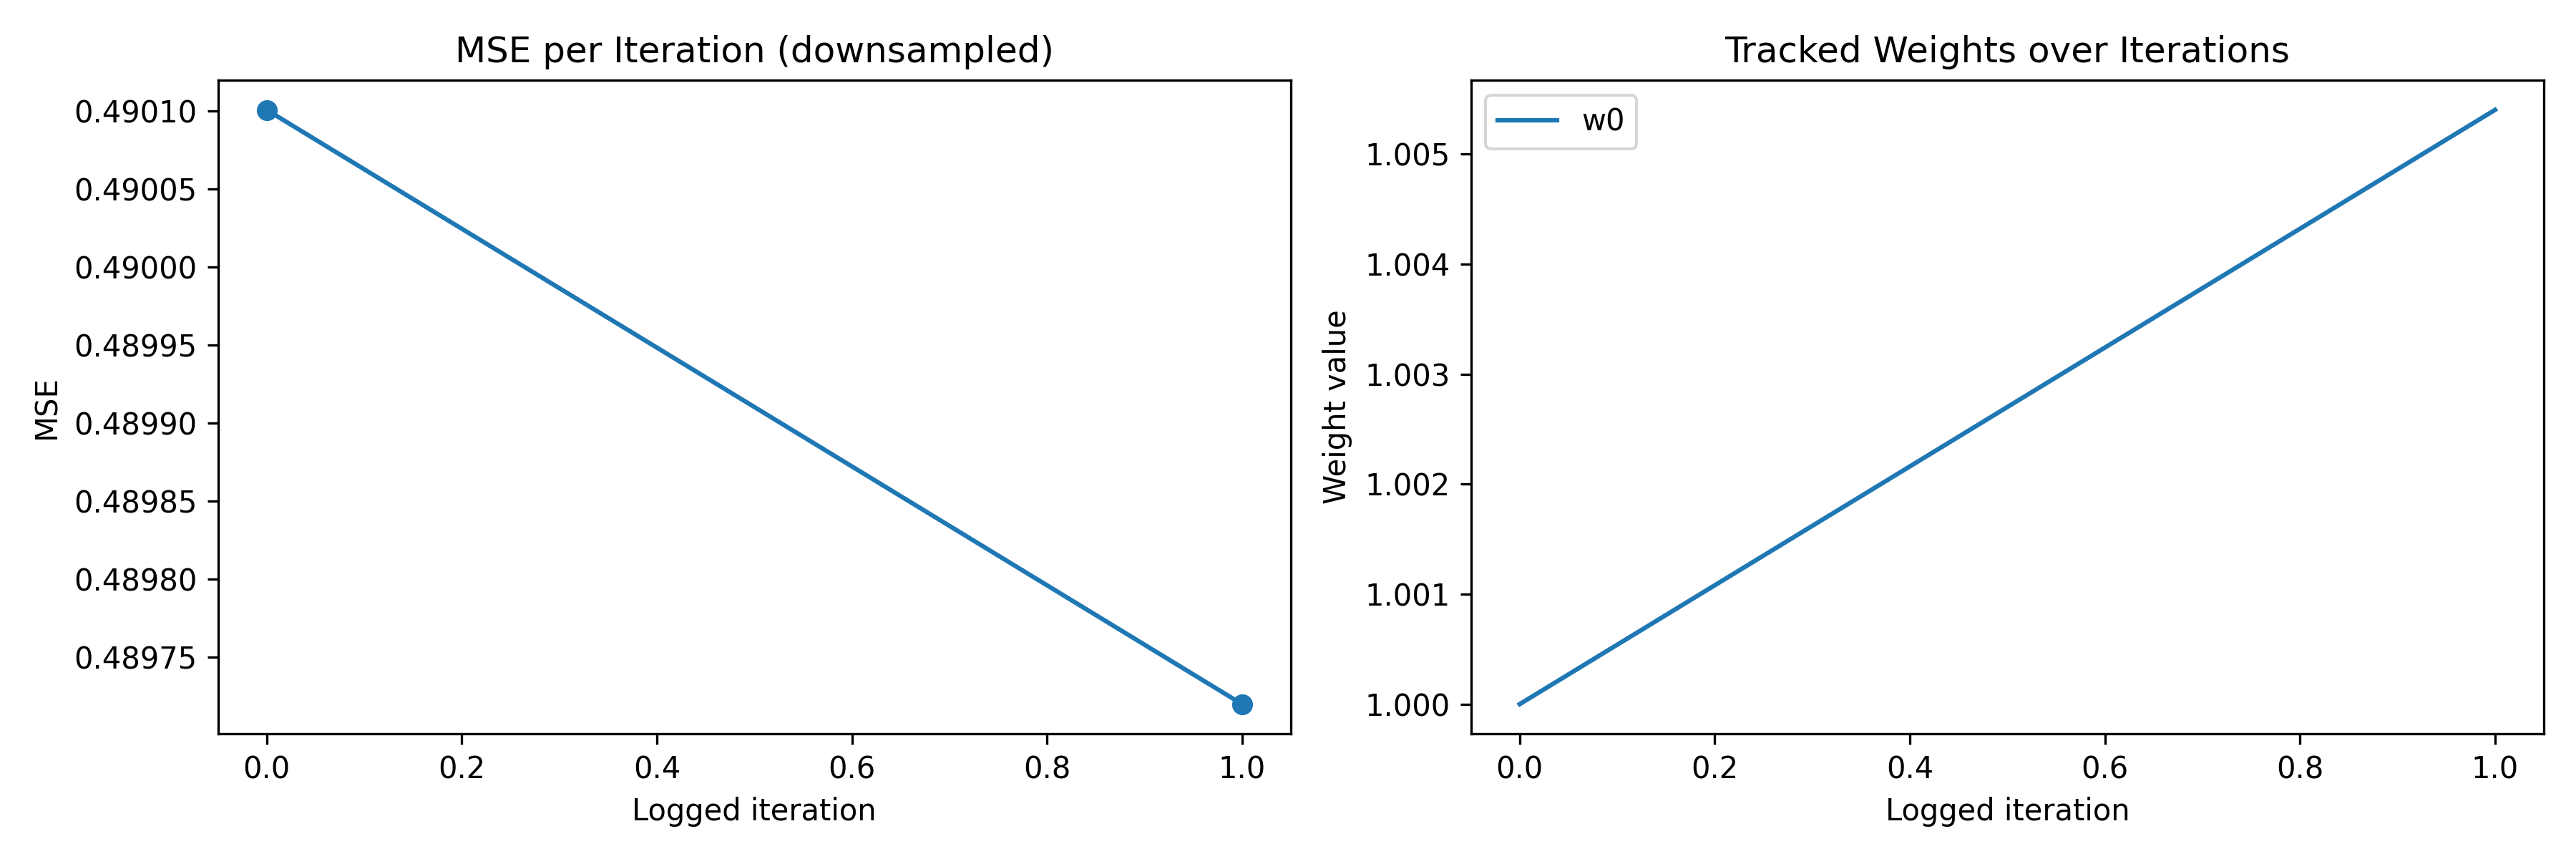 MSE per Iteration (downsampled)
0.49010
0.49005
0.49000
0.48995
0.48990
0.48985
0.48980
0.48975
MSE
0.0 0.2 0.4 0.6 0.8 1.0
Logged iteration
Tracked Weights over Iterations
w0
1.005
1.004
1.003
1.002
1.001
1.000
Weight value
0.0 0.2 0.4 0.6 0.8 1.0
Logged iteration